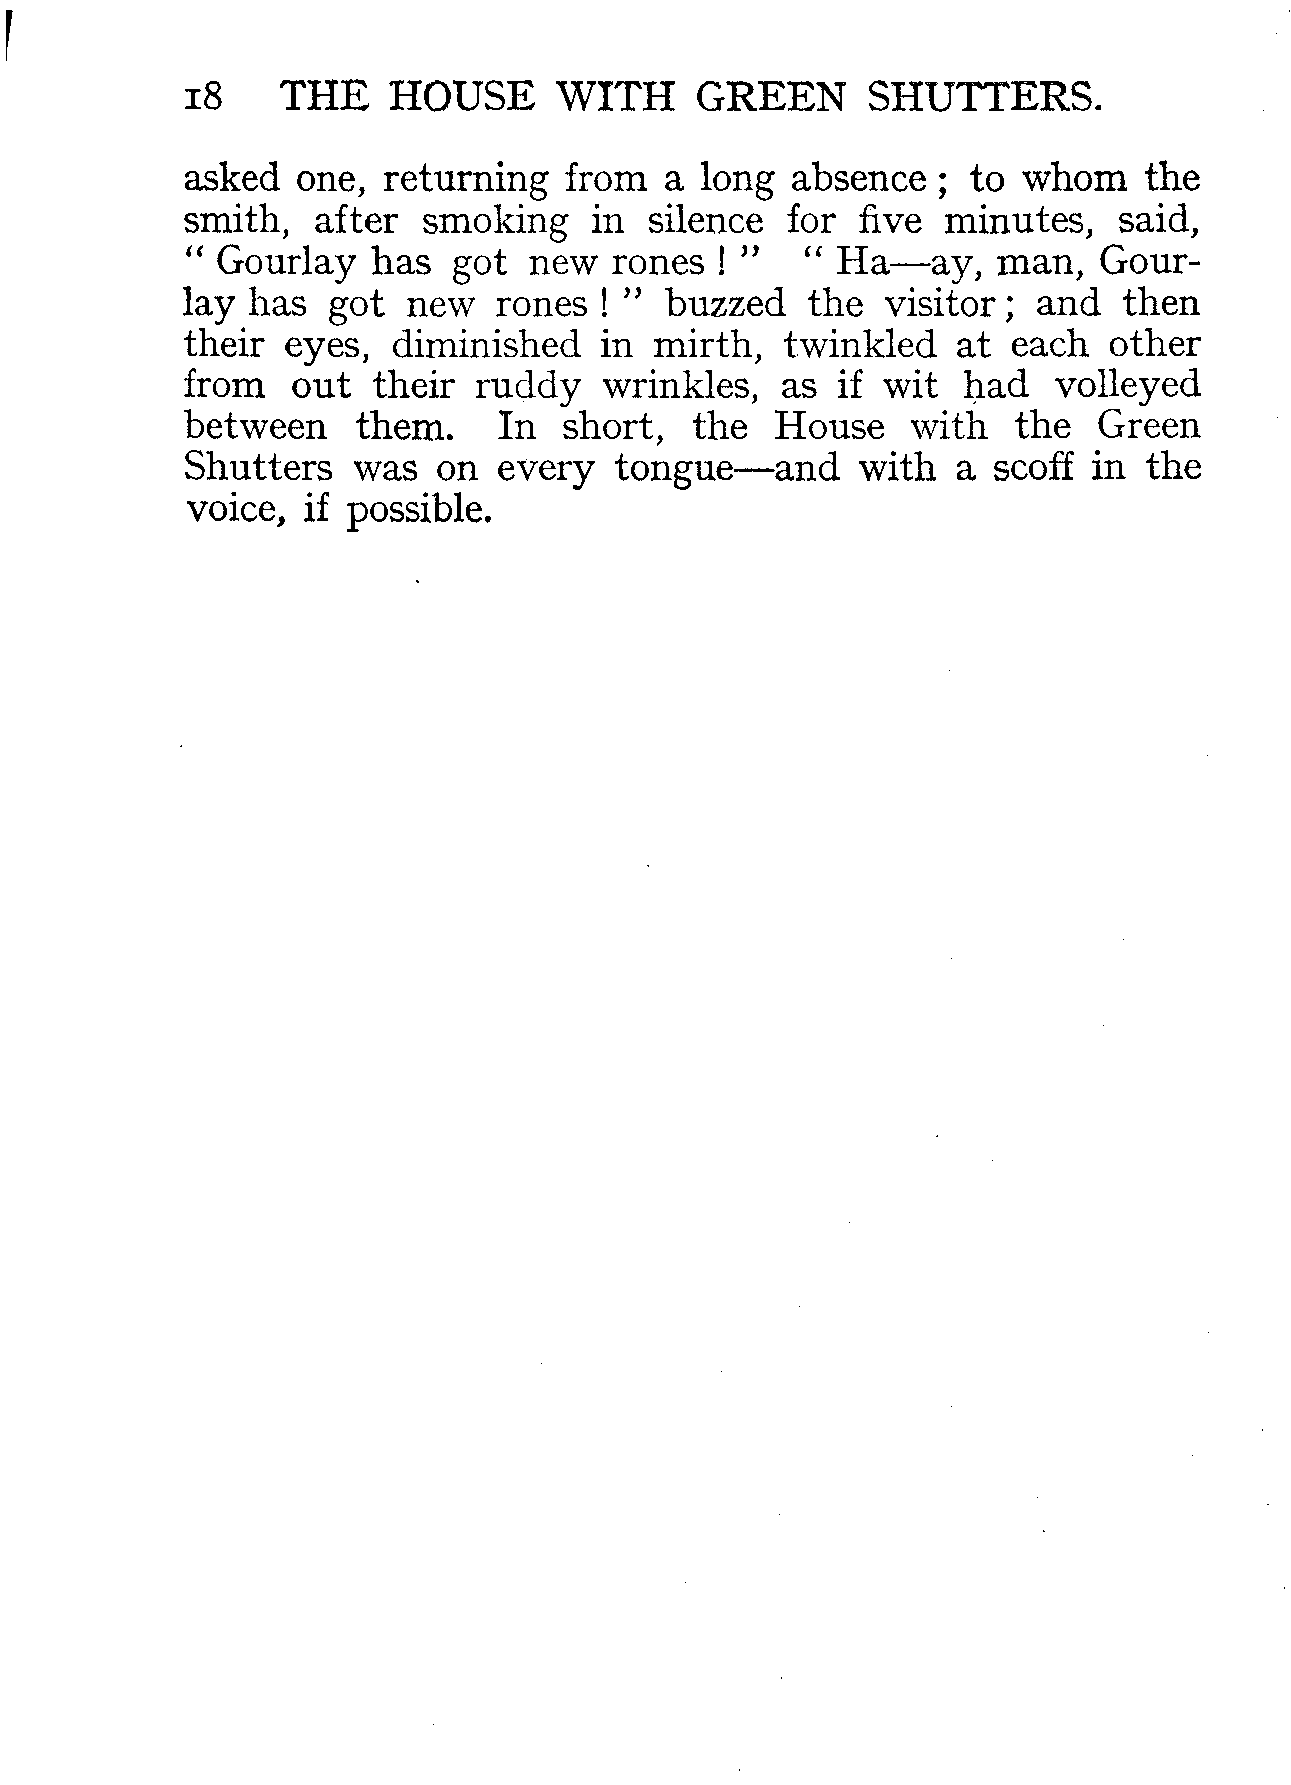 18 THE HOUSE WITH GREEN SHUTTERS.
asked one, returning from a long absence ; to whom the
smith, after smoking in silence for five minutes, said,
“ Gourlay has got new rones ! ” “ Ha—ay, man, Gour-
lay has got new rones ! ” buzzed the visitor ; and then
their eyes, diminished in mirth, twinkled at each other
from out their ruddy wrinkles, as if wit had volleyed
between them. In short, the House with the Green
Shutters was on every tongue—and with a scoff in the
voice, if possible.